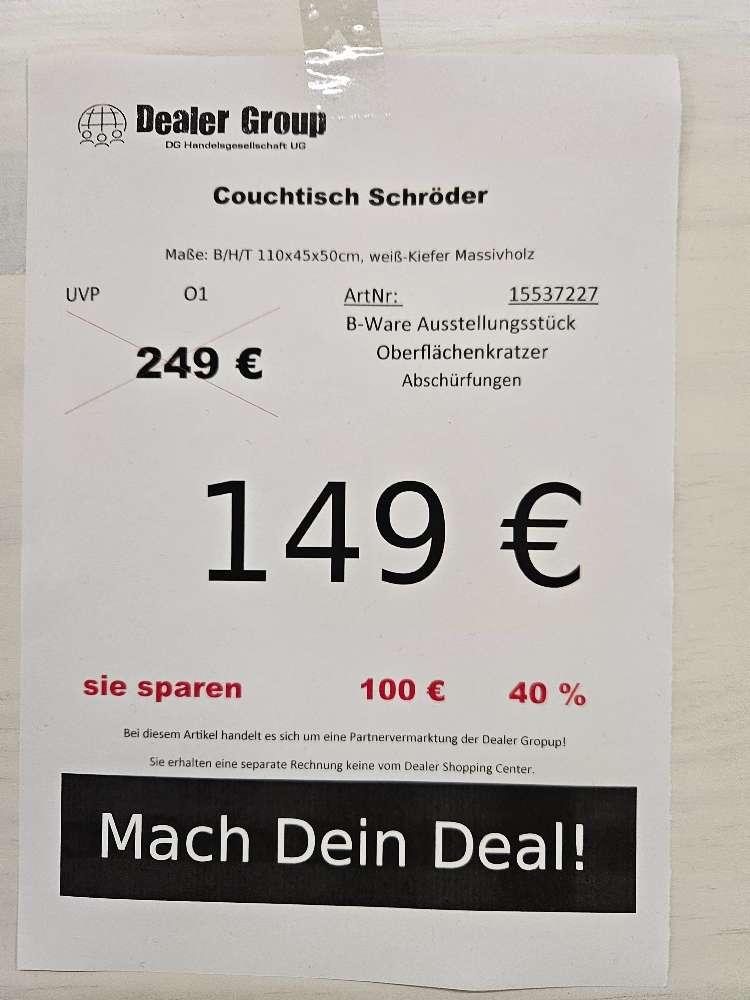 Dealer Group
DG Handelsgesellschaft UG
Couchtisch Schröder
Maße: B/H/T 110x45x50cm, weiß-Kiefer Massivholz
UVP O1 ArtNr: 15537227
B-Ware Ausstellungsstück
249 € Oberflächenkratzer
Abschürfungen
149 €
sie sparen 100 € 40 %
Bei diesem Artikel handelt es sich um eine Partnervermarktung der Dealer Gropup!
Sie erhalten eine separate Rechnung keine vom Dealer Shopping Center.
Mach Dein Deal!